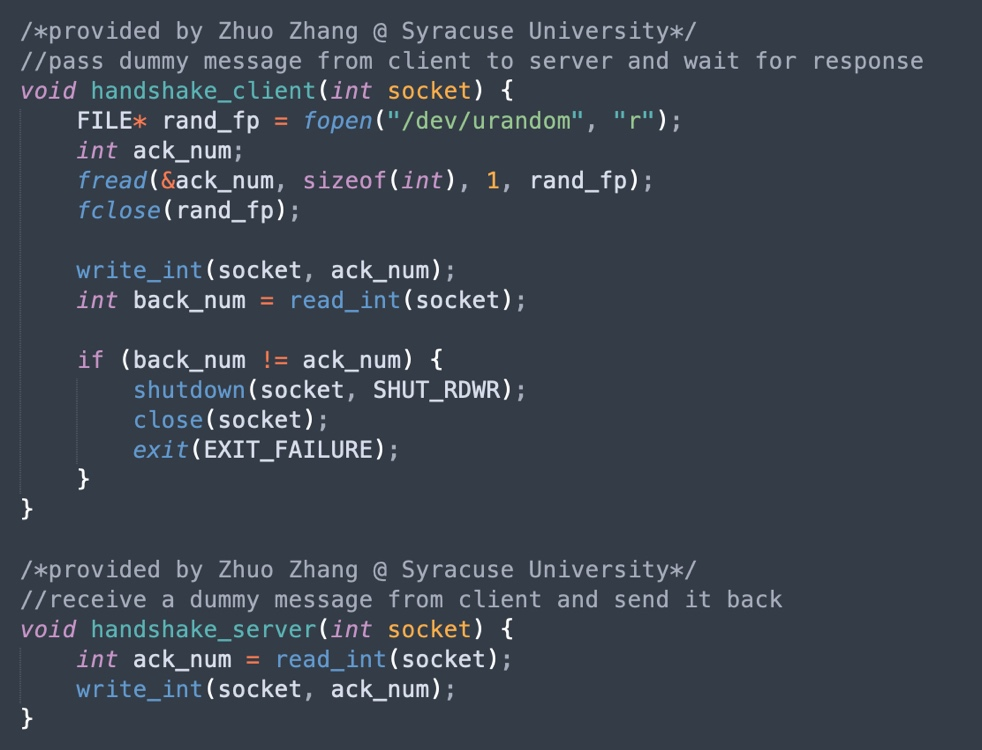 /*provided by Zhuo Zhang @ Syracuse University*/
//pass dummy message from client to server and wait for response
void handshake_client(int socket) {
    FILE* rand_fp = fopen("/dev/urandom", "r");
    int ack_num;
    fread(&ack_num, sizeof(int), 1, rand_fp);
    fclose(rand_fp);

    write_int(socket, ack_num);
    int back_num = read_int(socket);

    if (back_num != ack_num) {
        shutdown(socket, SHUT_RDWR);
        close(socket);
        exit(EXIT_FAILURE);
    }
}

/*provided by Zhuo Zhang @ Syracuse University*/
//receive a dummy message from client and send it back
void handshake_server(int socket) {
    int ack_num = read_int(socket);
    write_int(socket, ack_num);
}